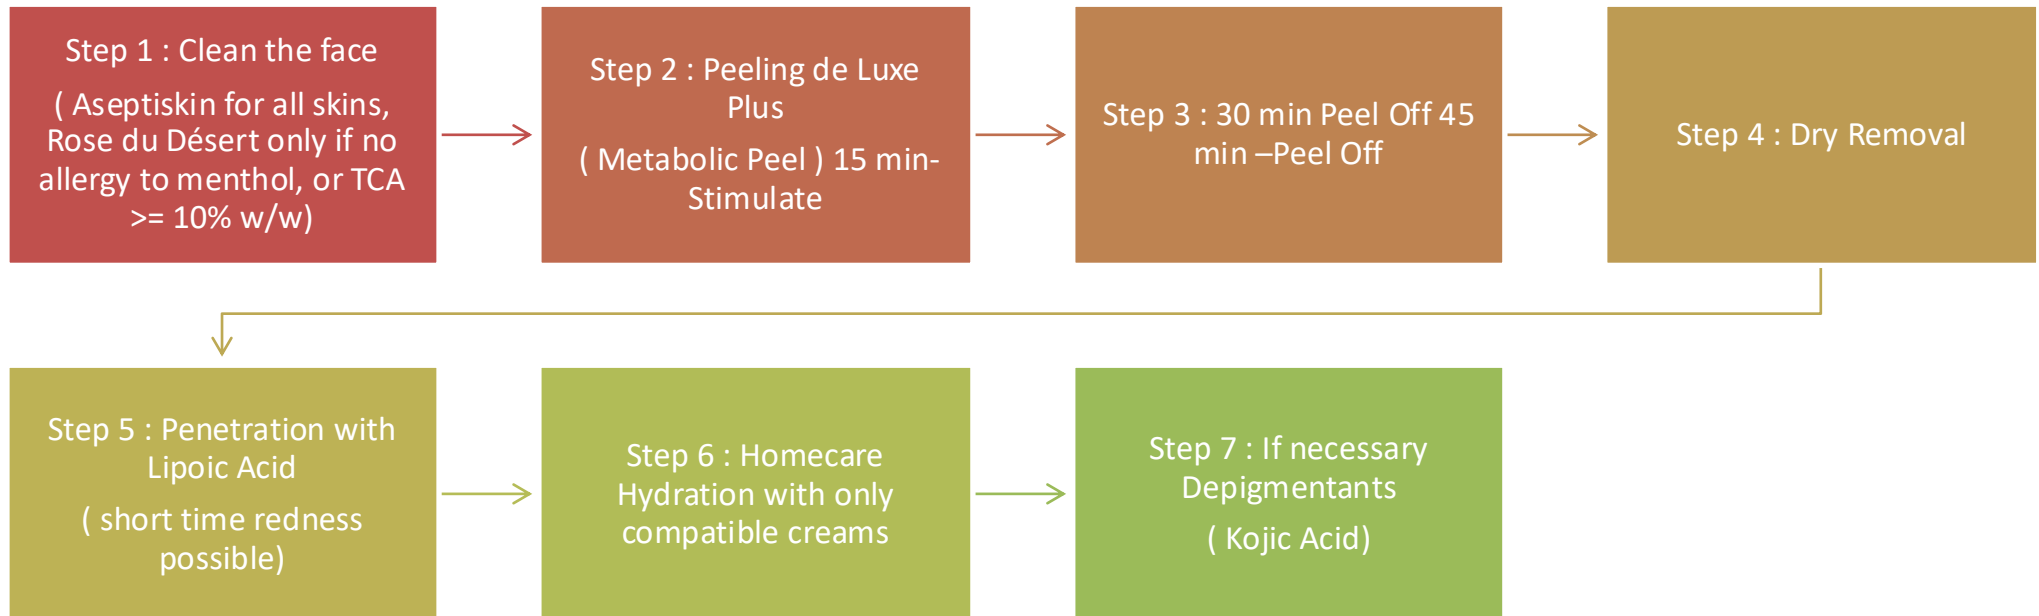 Step 1 : Clean the face
( Aseptiskin for all skins,
Rose du Désert only if no
allergy to menthol, or TCA
>= 10% w/w)
Step 2 : Peeling de Luxe
Plus
( Metabolic Peel ) 15 min-
Stimulate
Step 3 : 30 min Peel Off 45
min –Peel Off
Step 4 : Dry Removal
Step 5 : Penetration with
Lipoic Acid
( short time redness
possible)
Step 6 : Homecare
Hydration with only
compatible creams
Step 7 : If necessary
Depigmentants
( Kojic Acid)